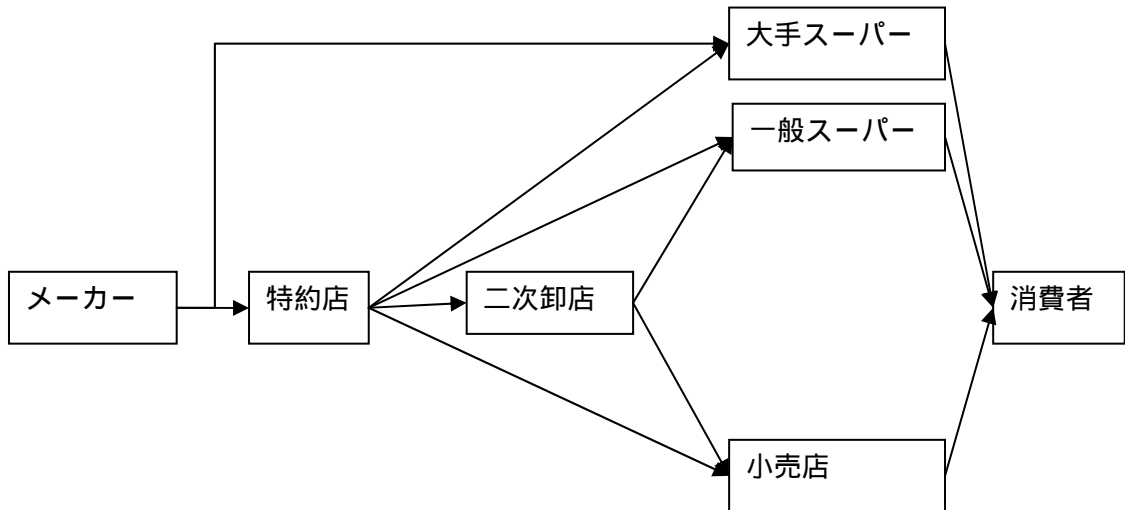 大手スーパー
一般スーパー
メーカー
特約店
二次卸店
消費者
小売店